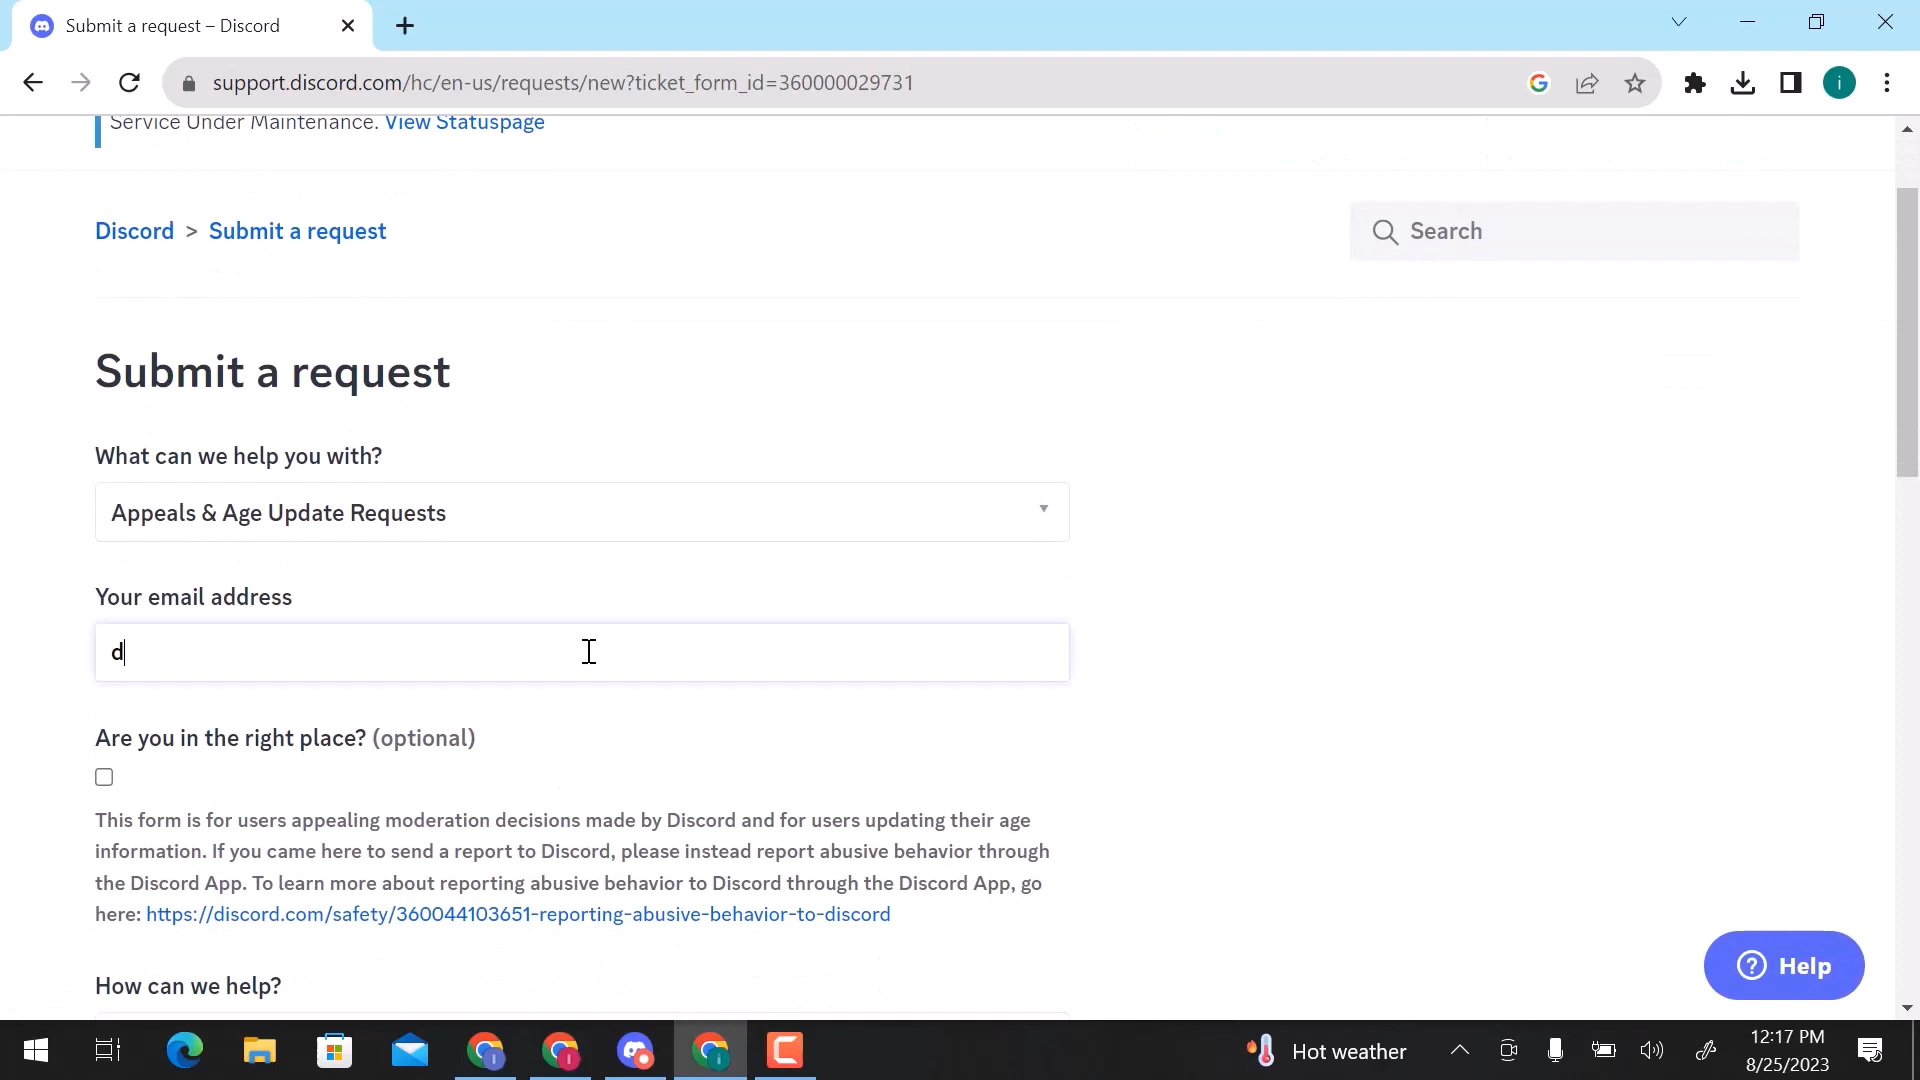 Submit a request – Discord
support.discord.com/hc/en-us/requests/new?ticket_form_id=360000029731
i
Service Under Maintenance. View Statuspage
Discord > Submit a request
Search
Submit a request
What can we help you with?
Appeals & Age Update Requests
Your email address
d
Are you in the right place? (optional)
This form is for users appealing moderation decisions made by Discord and for users updating their age
information. If you came here to send a report to Discord, please instead report abusive behavior through
the Discord App. To learn more about reporting abusive behavior to Discord through the Discord App, go
here: https://discord.com/safety/360044103651-reporting-abusive-behavior-to-discord
Help
How can we help?
Hot weather
12:17 PM
8/25/2023